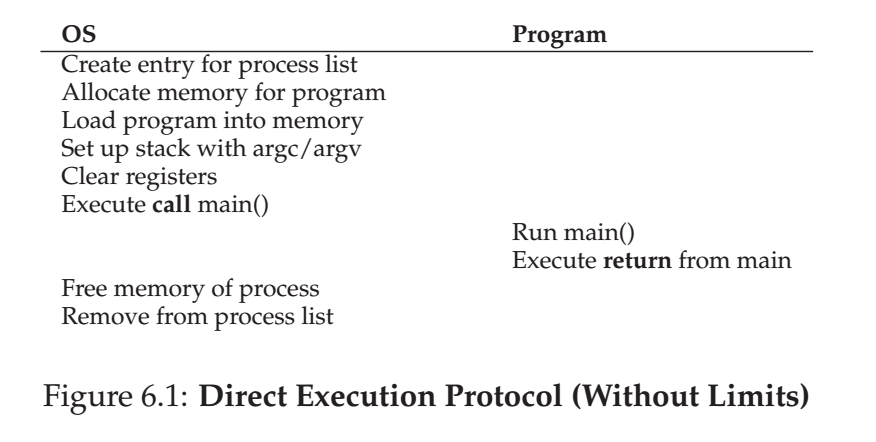 OS Program
Create entry for process list
Allocate memory for program
Load program into memory
Set up stack with argc/argv
Clear registers
Execute call main()
Run main()
Execute return from main
Free memory of process
Remove from process list
Figure 6.1: Direct Execution Protocol (Without Limits)